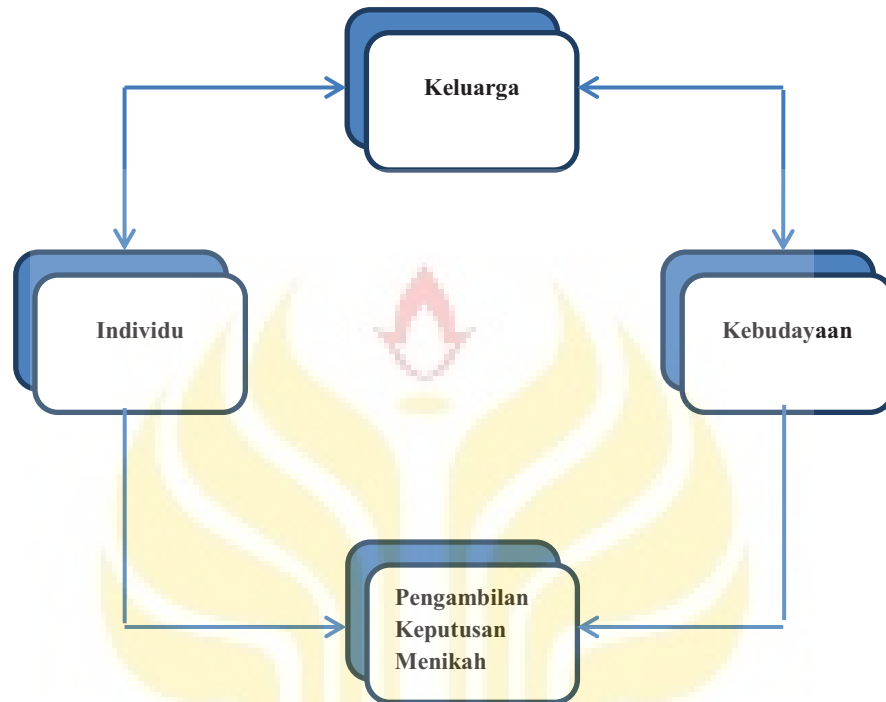 Keluarga
Individu
Kebudayaan
Pengambilan
Keputusan
Menikah